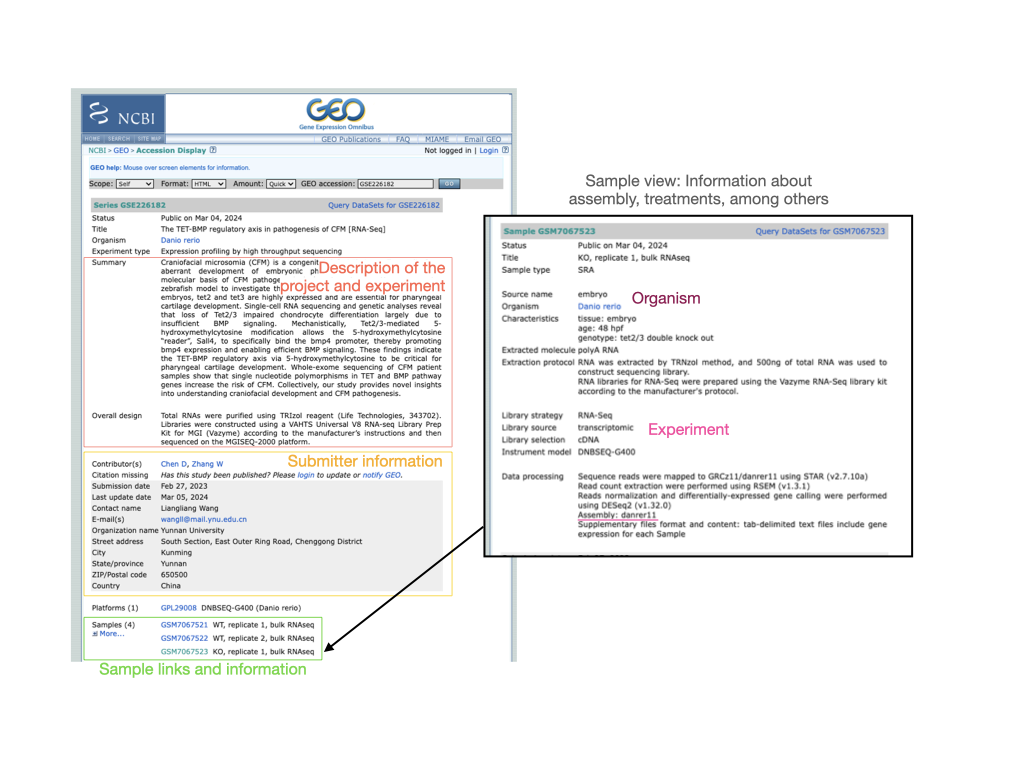 NCBI
GEO
Gene Expression Omnibus
HOME SEARCH SITE MAP
GEO Publications FAQ MIAME Email GEO
NCBI > GEO > Accession Display ?
Not logged in | Login ?
GEO help: Mouse over screen elements for information.
Scope: Self Format: HTML Amount: Quick GEO accession: GSE226182 GO
Series GSE226182 Query DataSets for GSE226182
Status Public on Mar 04, 2024
Title The TET-BMP regulatory axis in pathogenesis of CFM [RNA-Seq]
Organism Danio rerio
Experiment type Expression profiling by high throughput sequencing
Summary Craniofacial microsomia (CFM) is a congenit
aberrant development of embryonic ph
molecular basis of CFM pathoge
zebrafish model to investigate th
embryos, tet2 and tet3 are highly expressed and are essential for pharyngeal
cartilage development. Single-cell RNA sequencing and genetic analyses reveal
that loss of Tet2/3 impaired chondrocyte differentiation largely due to
insufficient BMP signaling. Mechanistically, Tet2/3-mediated 5-
hydroxymethylcytosine modification allows the 5-hydroxymethylcytosine
"reader", Sall4, to specifically bind the bmp4 promoter, thereby promoting
bmp4 expression and enabling efficient BMP signaling. These findings indicate
the TET-BMP regulatory axis via 5-hydroxymethylcytosine to be critical for
pharyngeal cartilage development. Whole-exome sequencing of CFM patient
samples show that single nucleotide polymorphisms in TET and BMP pathway
genes increase the risk of CFM. Collectively, our study provides novel insights
into understanding craniofacial development and CFM pathogenesis.
Description of the
project and experiment
Overall design Total RNAs were purified using TRIzol reagent (Life Technologies, 343702).
Libraries were constructed using a VAHTS Universal V8 RNA-seq Library Prep
Kit for MGI (Vazyme) according to the manufacturer's instructions and then
sequenced on the MGISEQ-2000 platform.
Submitter information
Contributor(s) Chen D, Zhang W
Citation missing Has this study been published? Please login to update or notify GEO.
Submission date Feb 27, 2023
Last update date Mar 05, 2024
Contact name Liangliang Wang
E-mail(s) wangll@mail.ynu.edu.cn
Organization name Yunnan University
Street address South Section, East Outer Ring Road, Chenggong District
City Kunming
State/province Yunnan
ZIP/Postal code 650500
Country China
Platforms (1) GPL29008 DNBSEQ-G400 (Danio rerio)
Samples (4) GSM7067521 WT, replicate 1, bulk RNAseq
More... GSM7067522 WT, replicate 2, bulk RNAseq
GSM7067523 KO, replicate 1, bulk RNAseq
Sample links and information
Sample view: Information about
assembly, treatments, among others
Sample GSM7067523 Query DataSets for GSM7067523
Status Public on Mar 04, 2024
Title KO, replicate 1, bulk RNAseq
Sample type SRA
Source name embryo
Organism Danio rerio
Organism
Characteristics tissue: embryo
age: 48 hpf
genotype: tet2/3 double knock out
Extracted molecule polyA RNA
Extraction protocol RNA was extracted by TRNzol method, and 500ng of total RNA was used to
construct sequencing library.
RNA libraries for RNA-Seq were prepared using the Vazyme RNA-Seq library kit
according to the manufacturer's protocol.
Library strategy RNA-Seq
Library source transcriptomic
Library selection cDNA
Instrument model DNBSEQ-G400
Experiment
Data processing Sequence reads were mapped to GRCz11/danrer11 using STAR (v2.7.10a)
Read count extraction were performed using RSEM (v1.3.1)
Reads normalization and differentially-expressed gene calling were performed
using DESeq2 (v1.32.0)
Assembly: danrer11
Supplementary files format and content: tab-delimited text files include gene
expression for each Sample